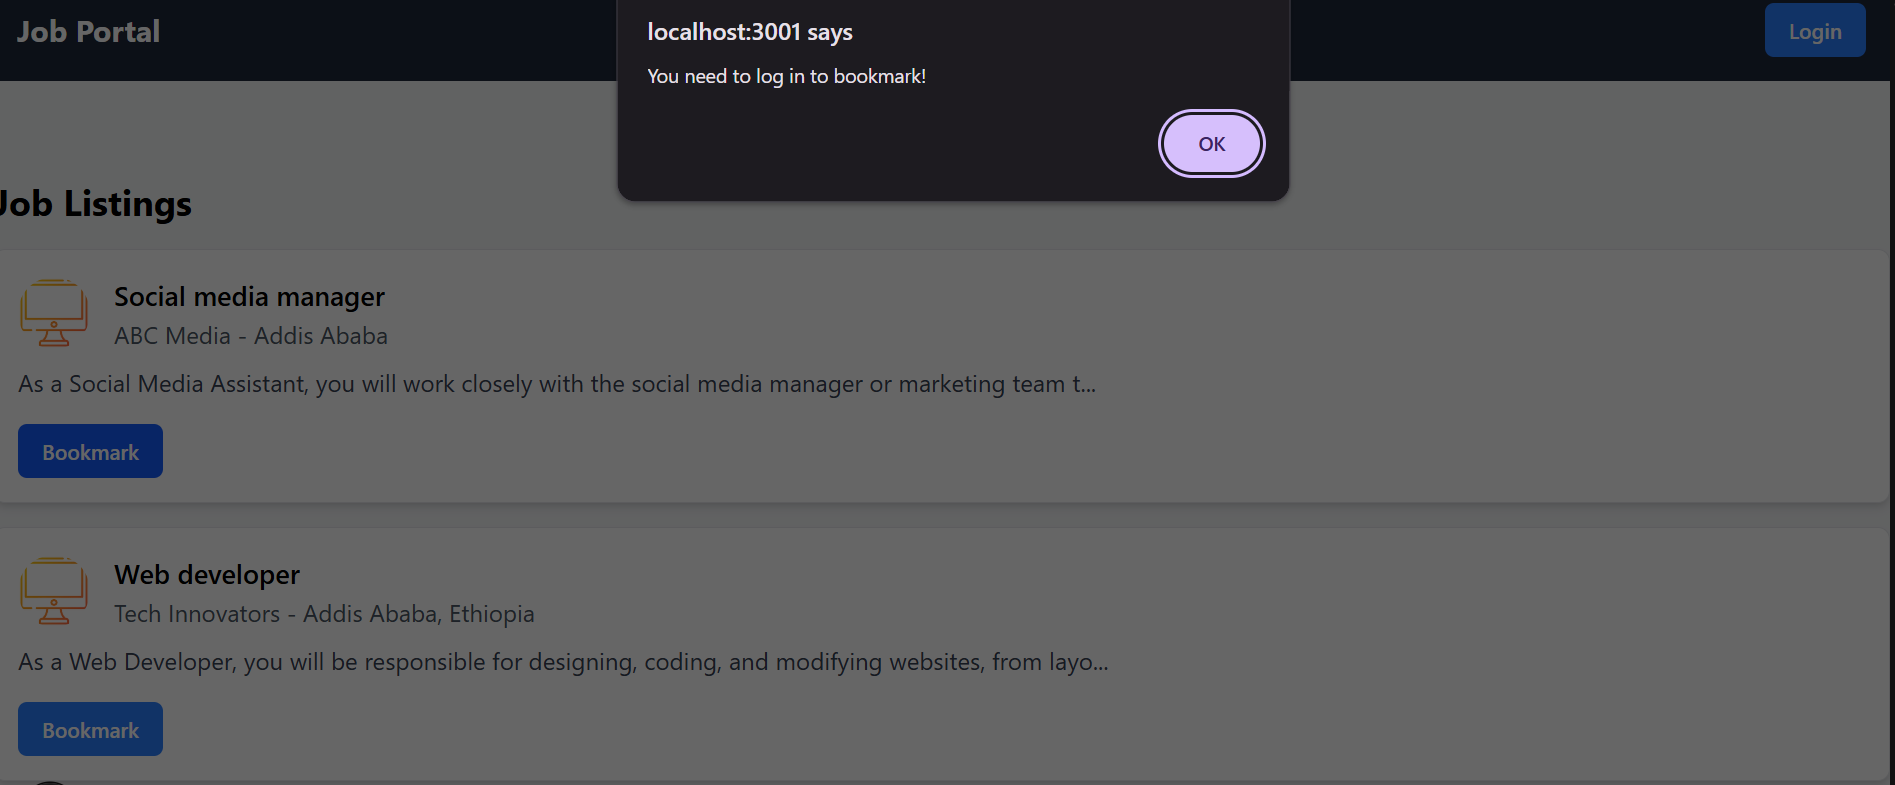 Job Portal
Login
localhost:3001 says
You need to log in to bookmark!
OK
Job Listings
Social media manager
ABC Media - Addis Ababa
As a Social Media Assistant, you will work closely with the social media manager or marketing team t...
Bookmark
Web developer
Tech Innovators - Addis Ababa, Ethiopia
As a Web Developer, you will be responsible for designing, coding, and modifying websites, from layo...
Bookmark